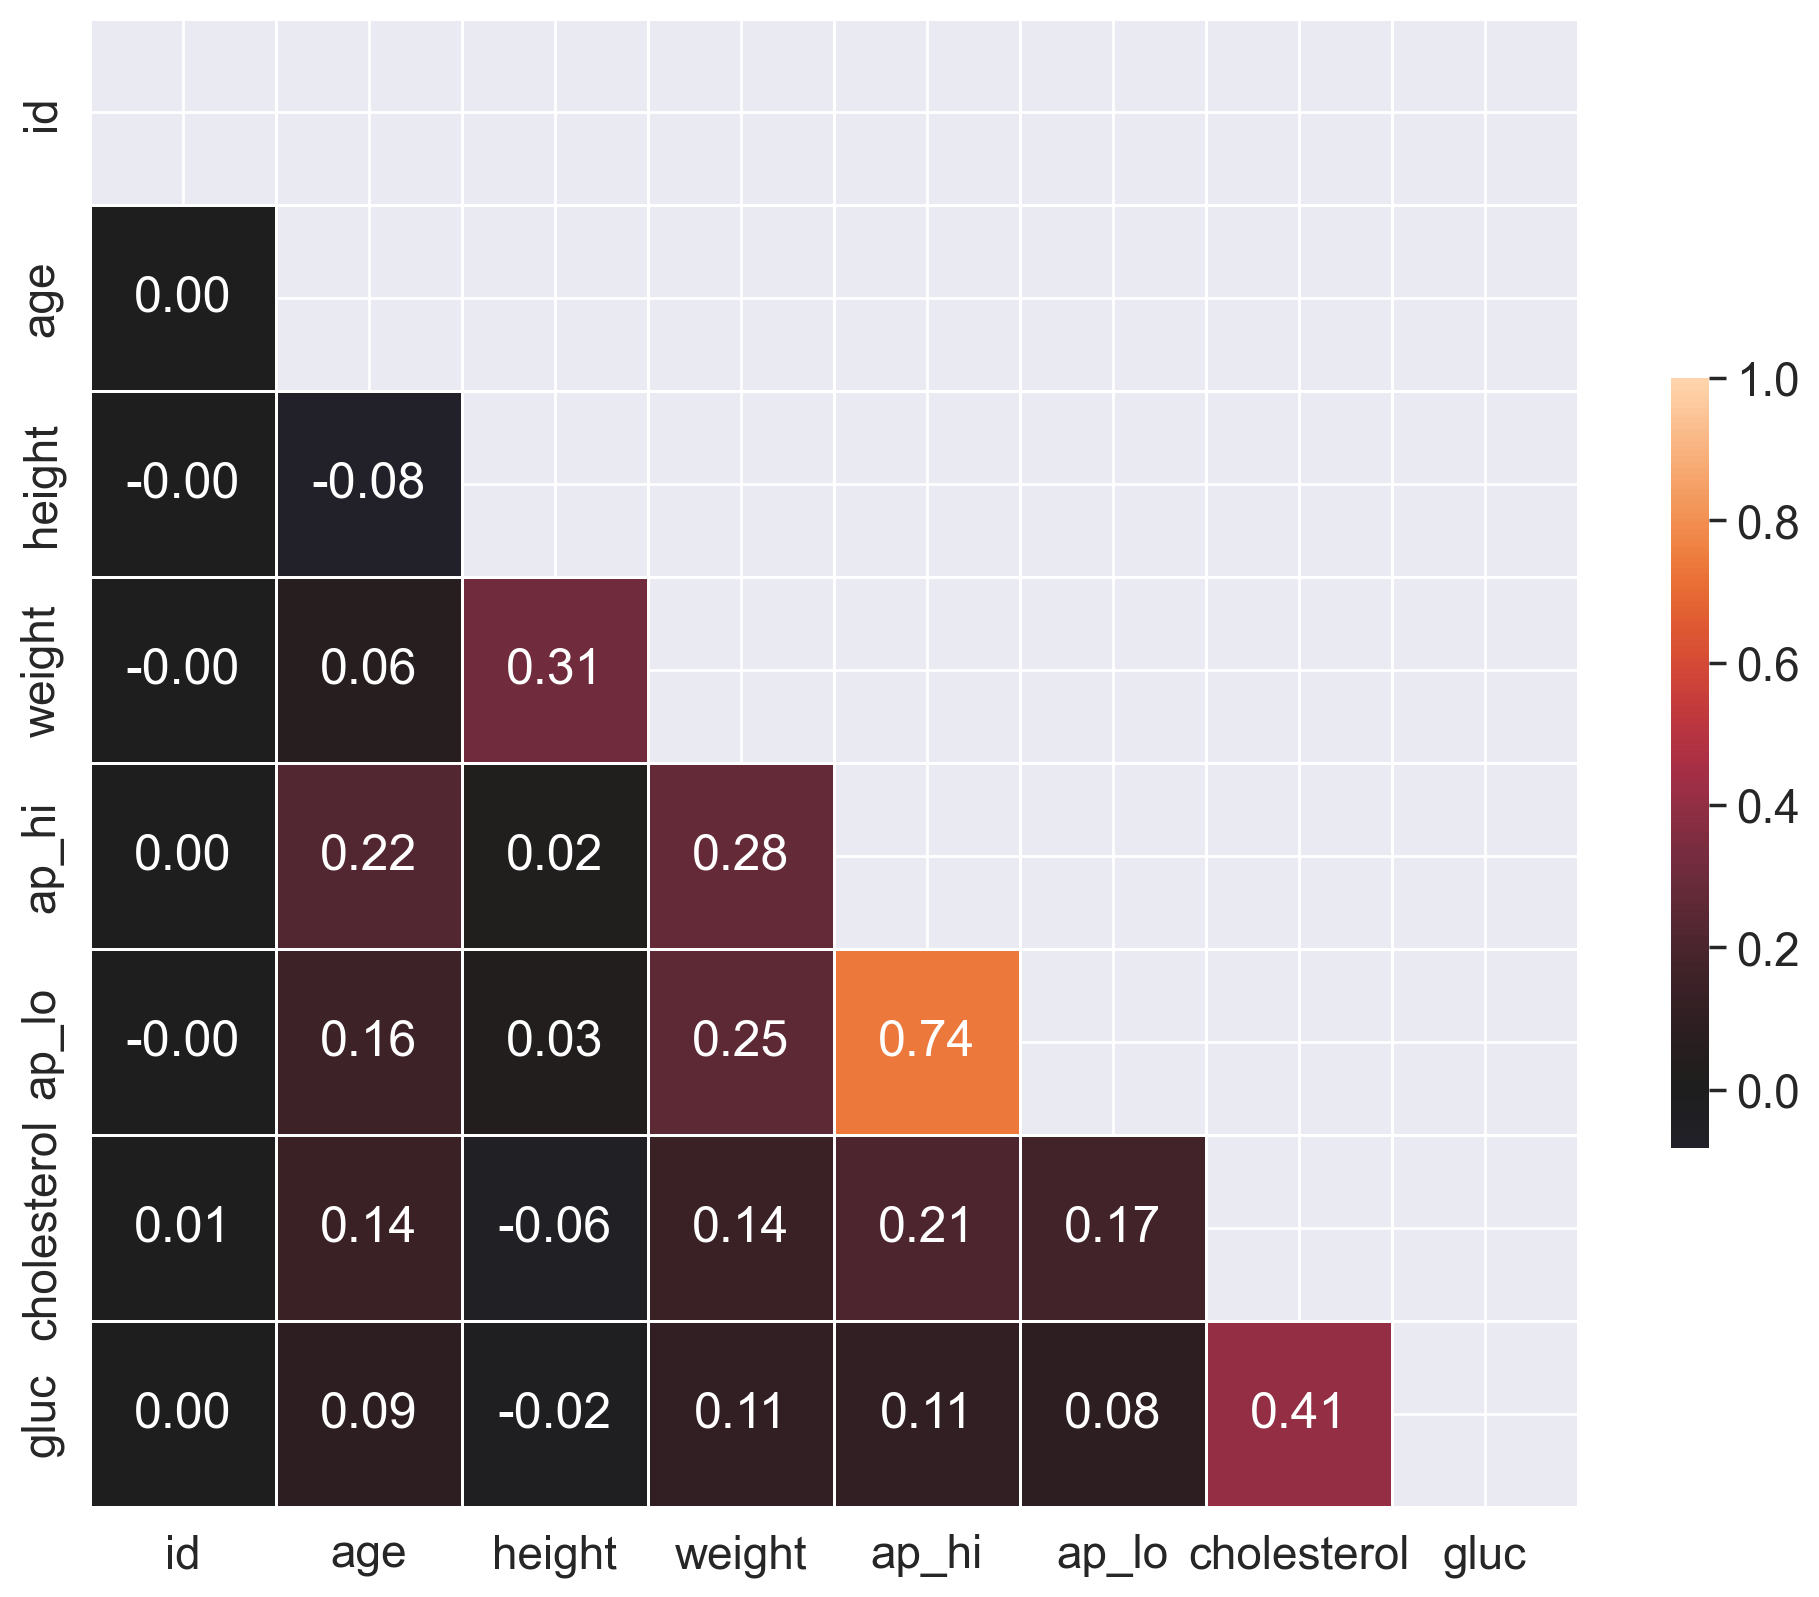 id
age 0.00
height -0.00 -0.08
weight -0.00 0.06 0.31
ap_hi 0.00 0.22 0.02 0.28
ap_lo -0.00 0.16 0.03 0.25 0.74
cholesterol 0.01 0.14 -0.06 0.14 0.21 0.17
gluc 0.00 0.09 -0.02 0.11 0.11 0.08 0.41
id age height weight ap_hi ap_lo cholesterol gluc
1.0
0.8
0.6
0.4
0.2
0.0